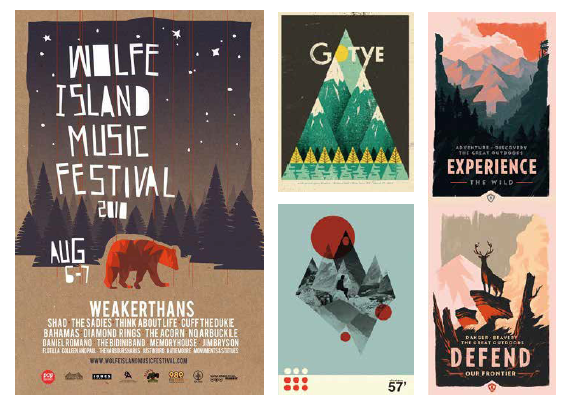 WOLFE
ISLAND
MUSIC
FESTIVAL
2010
AUG
6-7
WEAKERTHANS
SHAD THE SADIES THINK ABOUT LIFE CUFF THE DUKE
BAHAMAS DIAMOND RINGS THE ACORN NQ ARBUCKLE
DANIEL ROMANO THE RIDINIBAND MEMORYHOUSE JIM BRYSON
WWW.WOLFEISLANDMUSICFESTIVAL.COM
GOTYE
57'
ADVENTURE · DISCOVERY
THE GREAT OUTDOORS
EXPERIENCE
THE WILD
DANGER · BRAVERY
THE GREAT OUTDOORS
DEFEND
OUR FRONTIER